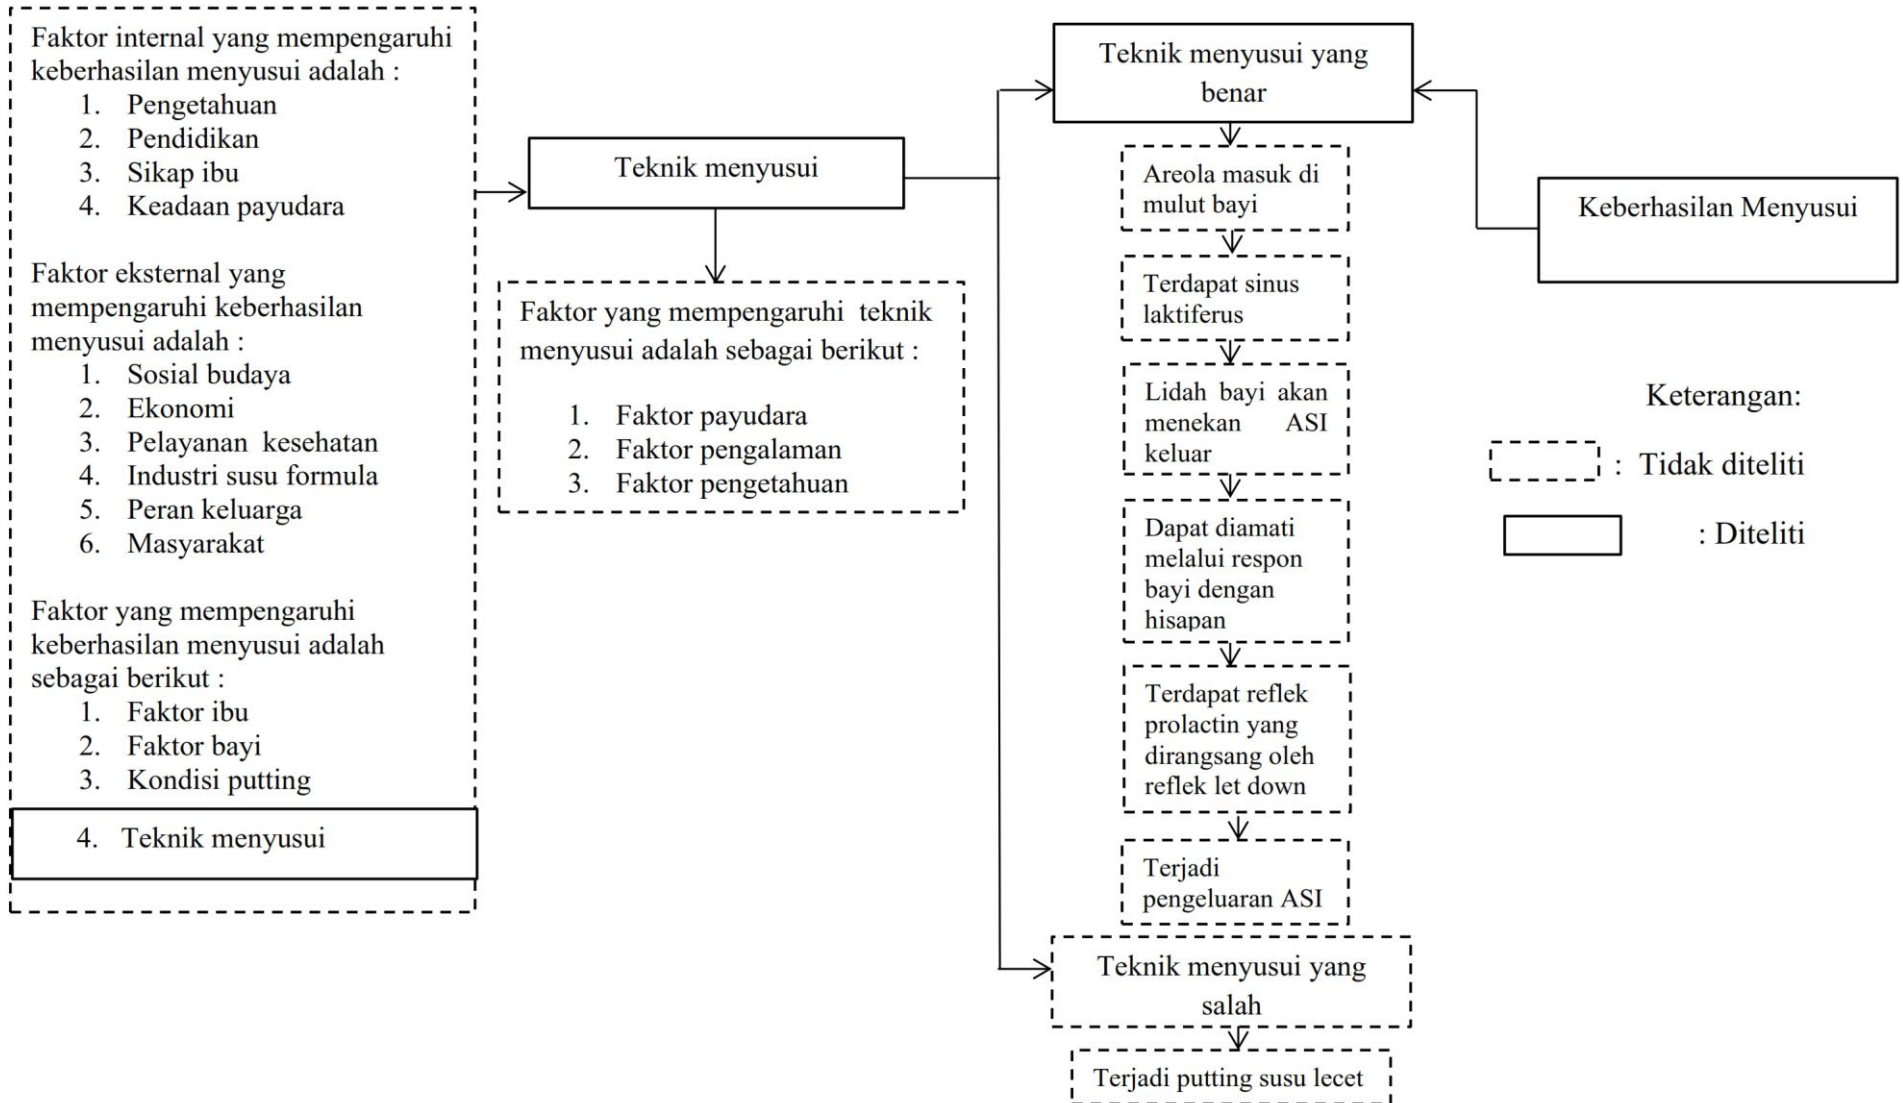 Faktor internal yang mempengaruhi
keberhasilan menyusui adalah :
1. Pengetahuan
2. Pendidikan
3. Sikap ibu
4. Keadaan payudara
Faktor eksternal yang
mempengaruhi keberhasilan
menyusui adalah :
1. Sosial budaya
2. Ekonomi
3. Pelayanan kesehatan
4. Industri susu formula
5. Peran keluarga
6. Masyarakat
Faktor yang mempengaruhi
keberhasilan menyusui adalah
sebagai berikut :
1. Faktor ibu
2. Faktor bayi
3. Kondisi putting
4. Teknik menyusui
Teknik menyusui
Faktor yang mempengaruhi teknik
menyusui adalah sebagai berikut :
1. Faktor payudara
2. Faktor pengalaman
3. Faktor pengetahuan
Teknik menyusui yang
benar
Areola masuk di
mulut bayi
Terdapat sinus
laktiferus
Lidah bayi akan
menekan ASI
keluar
Dapat diamati
melalui respon
bayi dengan
hisapan
Terdapat reflek
prolactin yang
dirangsang oleh
reflek let down
Terjadi
pengeluaran ASI
Teknik menyusui yang
salah
Terjadi putting susu lecet
Keberhasilan Menyusui
Keterangan:
: Tidak diteliti
: Diteliti